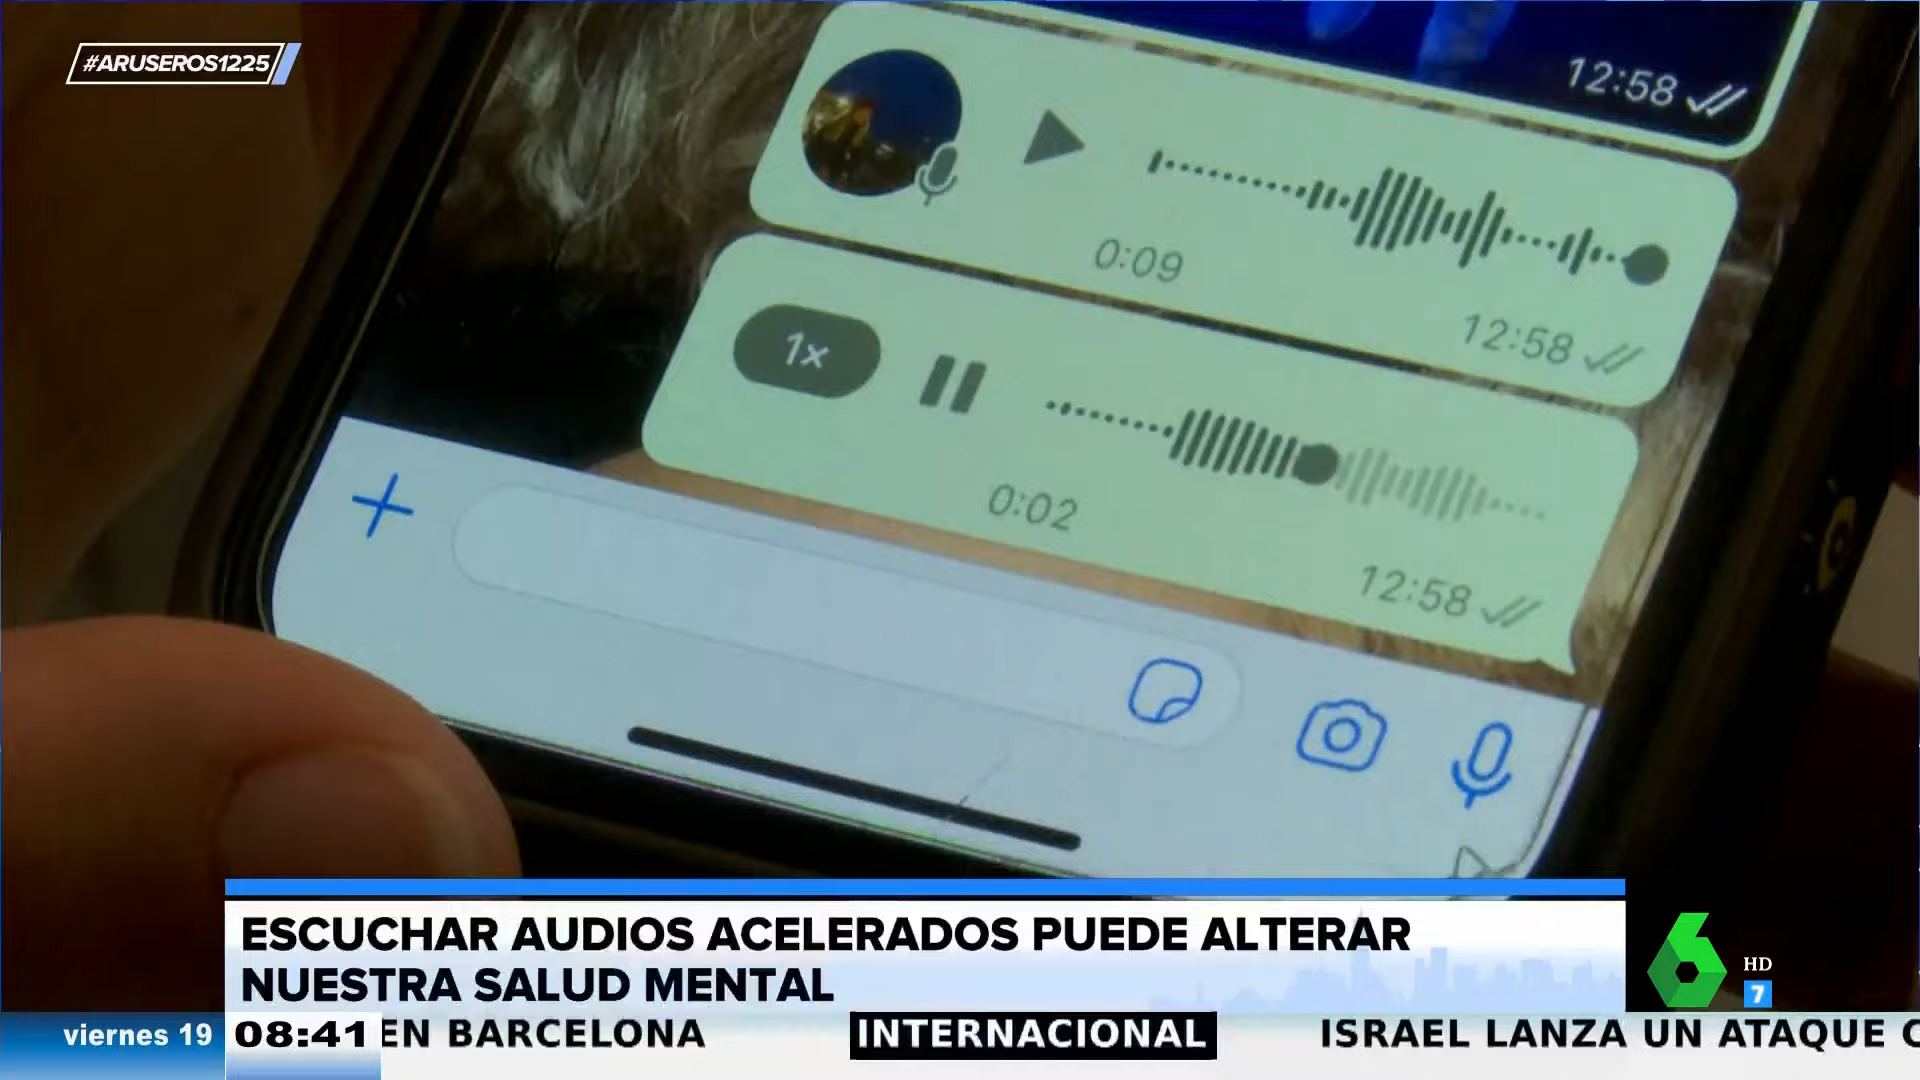 #ARUSEROS1225
12:58
0:09
12:58
1x
0:02
12:58
ESCUCHAR AUDIOS ACELERADOS PUEDE ALTERAR
NUESTRA SALUD MENTAL
6
HD
7
viernes 19
08:41
EN BARCELONA
INTERNACIONAL
ISRAEL LANZA UN ATAQUE